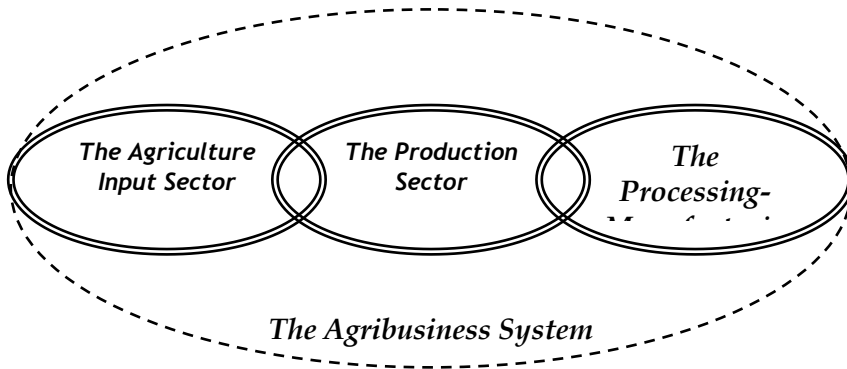 The Agriculture
Input Sector
The Production
Sector
The
Processing-
The Agribusiness System